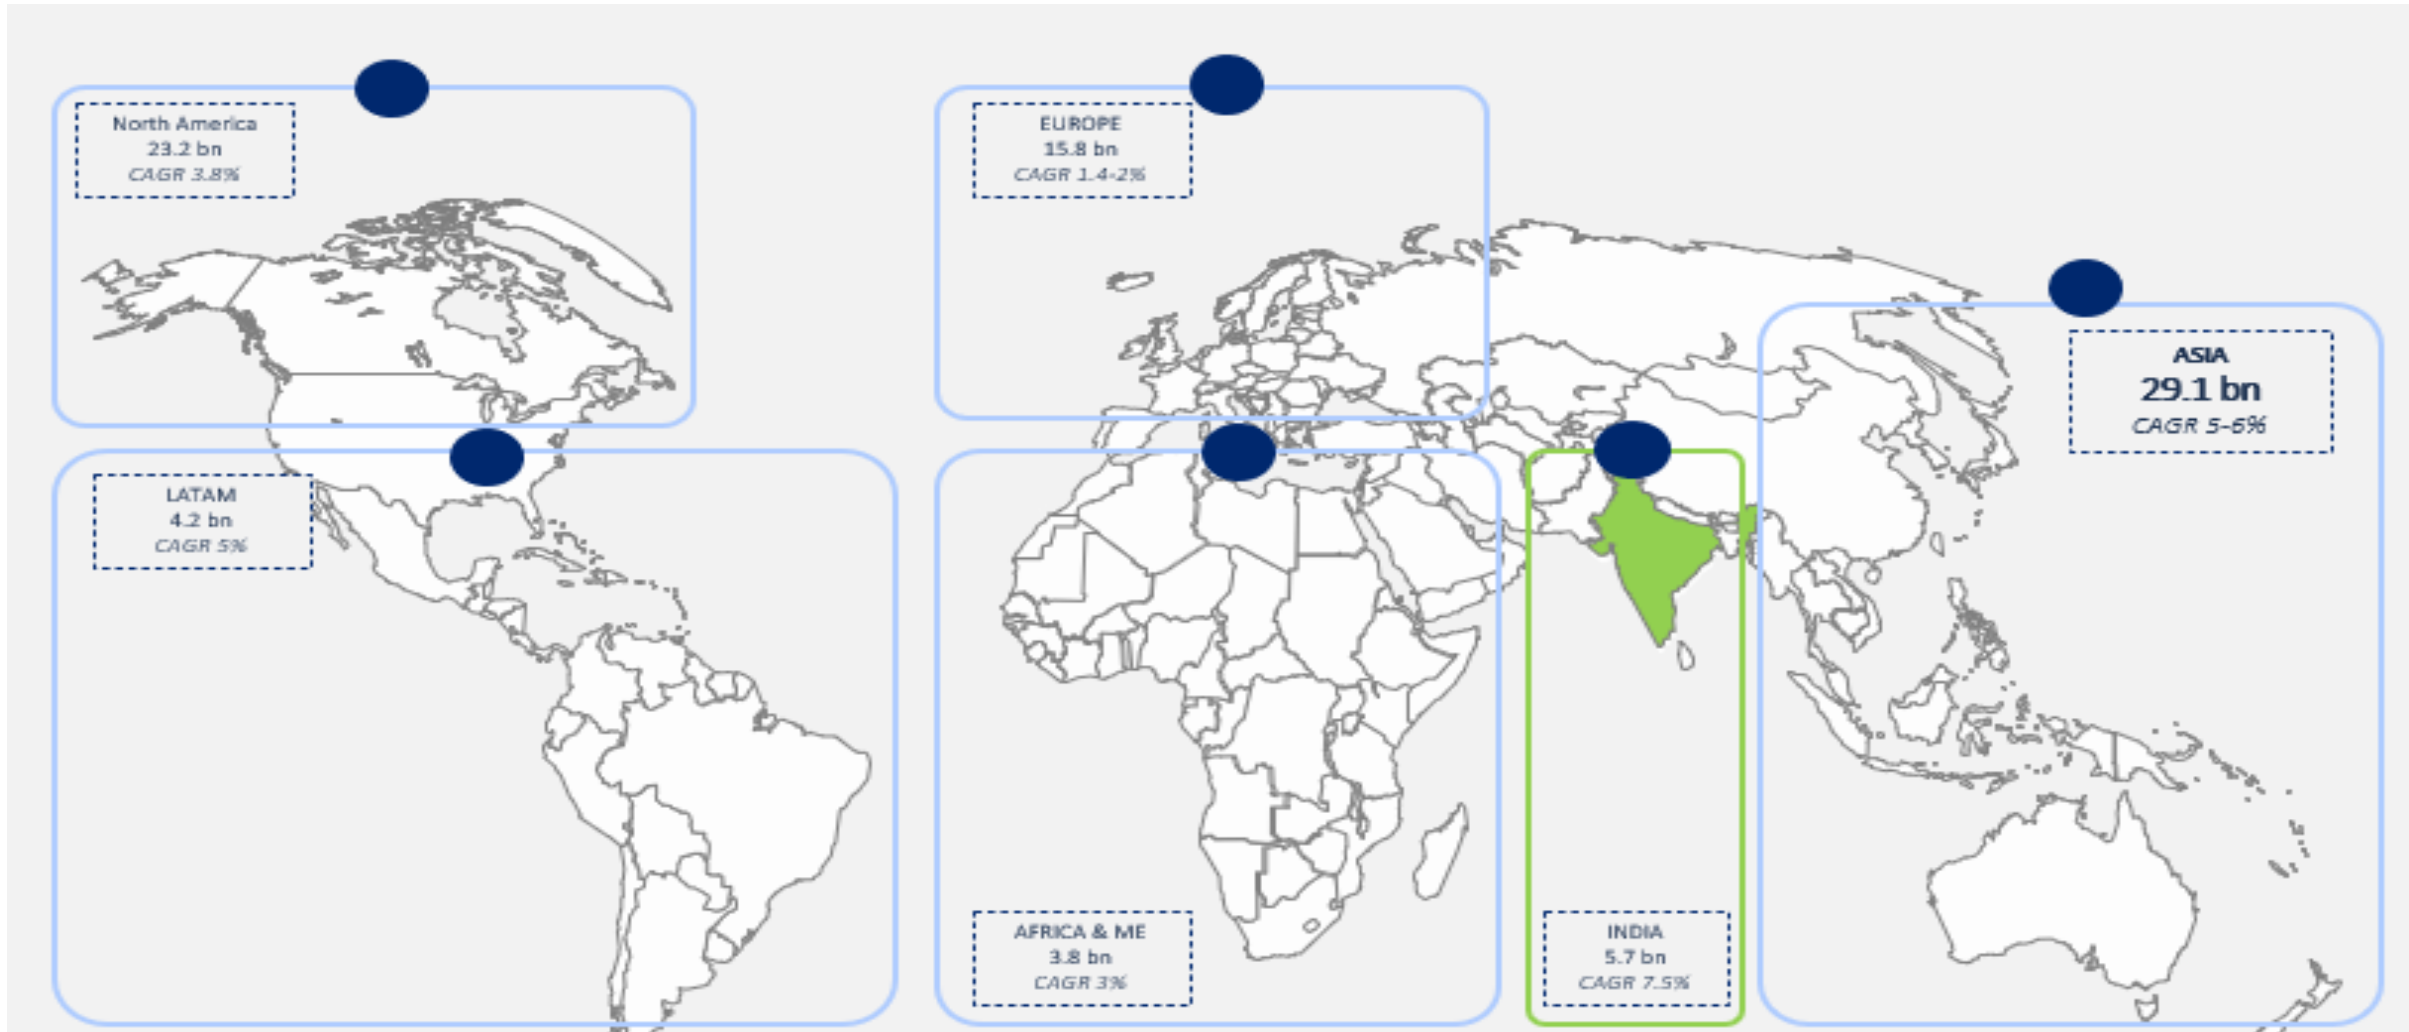 North America
23.2 bn
CAGR 3.8%
EUROPE
15.8 bn
CAGR 1.4-2%
ASIA
29.1 bn
CAGR 5-6%
LATAM
4.2 bn
CAGR 5%
AFRICA & ME
3.8 bn
CAGR 3%
INDIA
5.7 bn
CAGR 7.5%